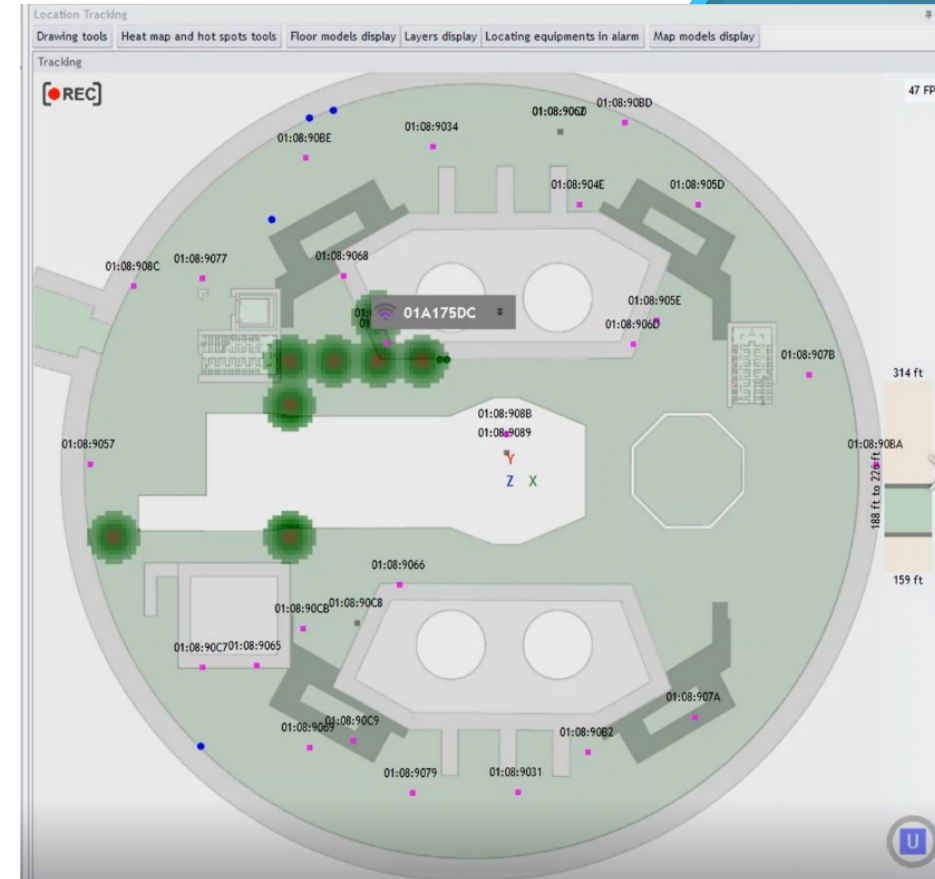 Location Tracking
Drawing tools Heat map and hot spots tools Floor models display Layers display Locating equipments in alarm Map models display
Tracking
[REC]
47 FP
01:08:90BD
01:08:9034
01:08:90BE
01:08:904E
01:08:905D
01:08:9068
01:08:9077
01:08:908C
01A175DC
01:08:905E
01:08:906D
01:08:907B
314 ft
01:08:908B
01:08:9089
01:08:9057
01:08:90BA
Y
Z X
188 ft to 226 ft
01:08:9066
159 ft
01:08:90CB
01:08:90C8
01:08:90C7
01:08:9065
01:08:907A
01:08:9069
01:08:90C9
01:08:90B2
01:08:9079
01:08:9031
U